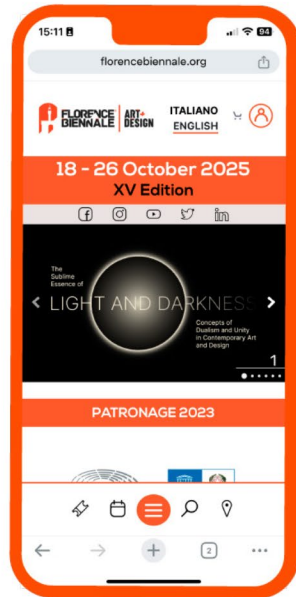 15:11
94
florencebiennale.org
FLORENCE
BIENNALE
ART+
DESIGN
ITALIANO
ENGLISH
18 - 26 October 2025
XV Edition
The
Sublime
Essence of
LIGHT AND DARKNESS
Concepts of
Dualism and Unity
in Contemporary Art
and Design
1
PATRONAGE 2023
2